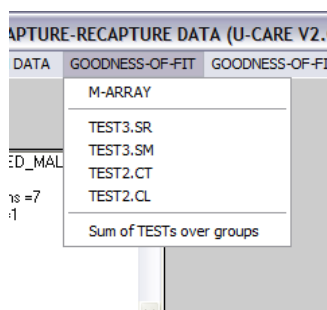 APTURE-RECAPTURE DATA (U-CARE V2.
DATA GOODNESS-OF-FIT GOODNESS-OF-FI
M-ARRAY
TEST3.SR
TEST3.SM
TEST2.CT
TEST2.CL
Sum of TESTs over groups
ED_MAL
ns =7
=1